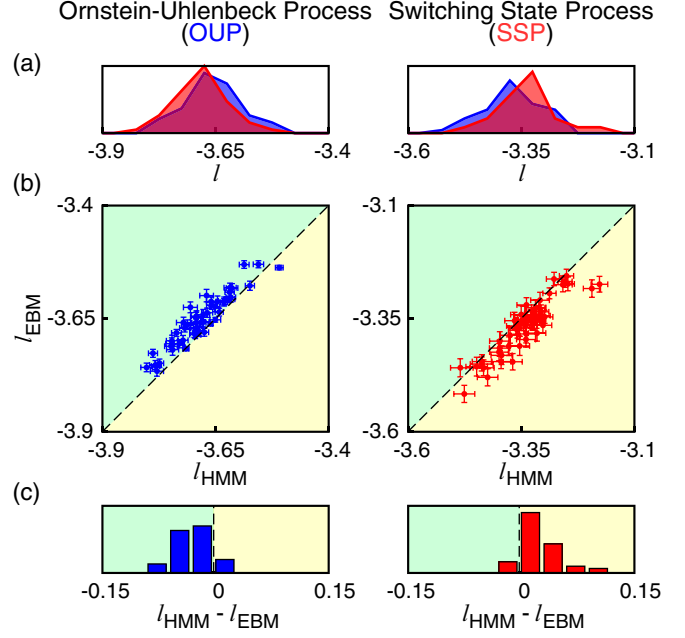 Ornstein-Uhlenbeck Process
(OUP)
Switching State Process
(SSP)
(a)
-3.9 -3.65 -3.4
l
-3.6 -3.35 -3.1
l
(b)
-3.4
-3.65
-3.9
l_EBM
-3.9 -3.65 -3.4
l_HMM
-3.1
-3.35
-3.6
-3.6 -3.35 -3.1
l_HMM
(c)
-0.15 0 0.15
l_HMM - l_EBM
-0.15 0 0.15
l_HMM - l_EBM